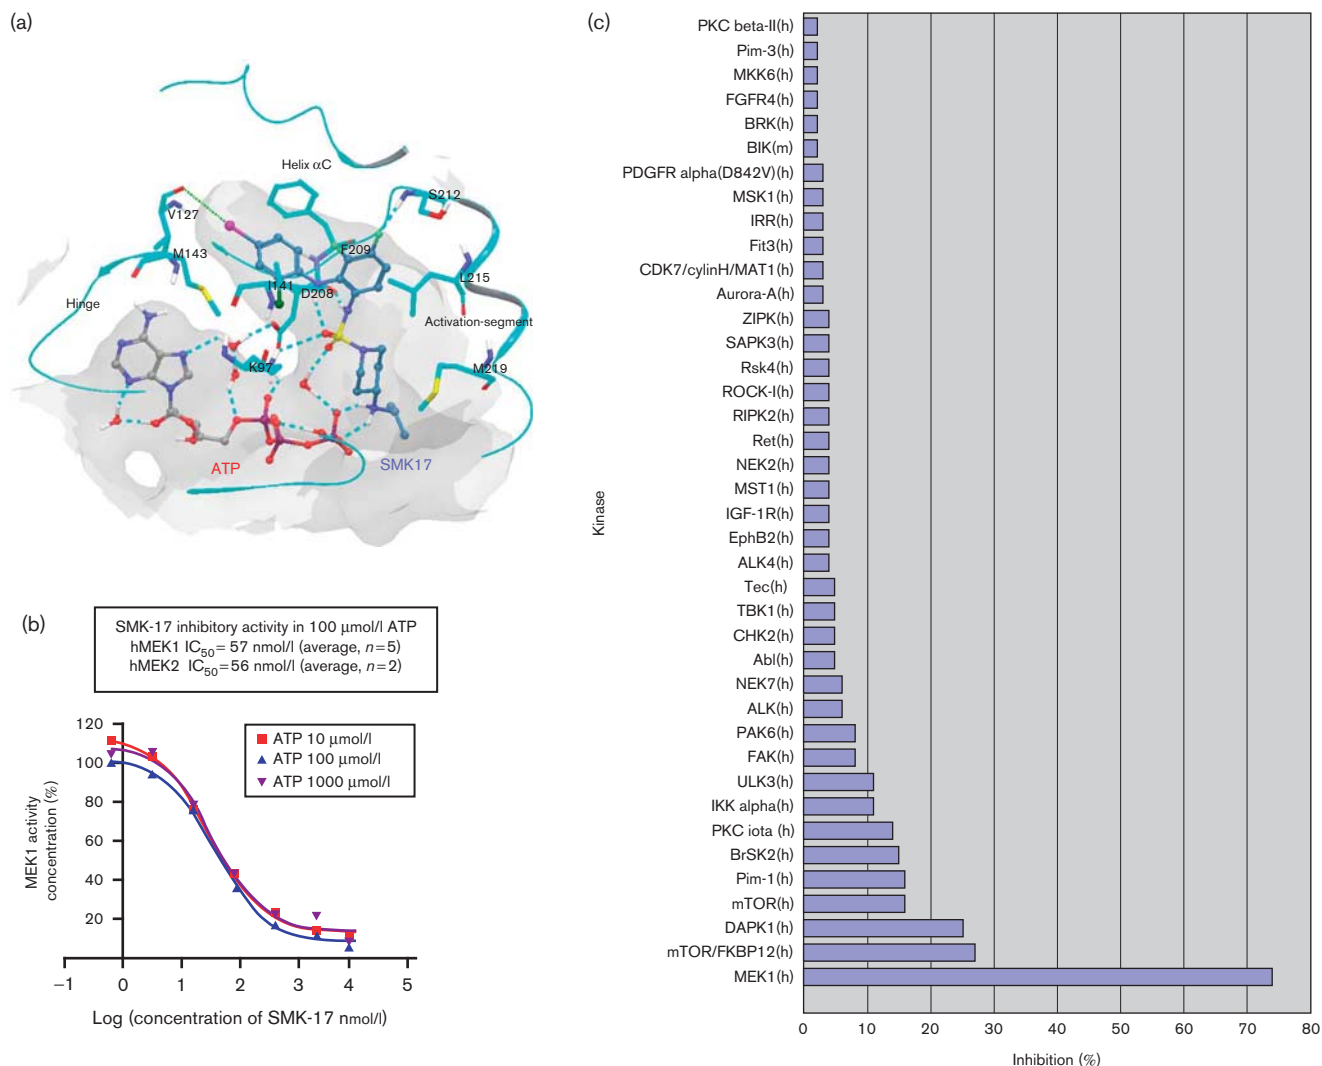 (a)
Helix αC
V127
S212
M143
F209
I141
D208
L215
Hinge
Activation-segment
K97
M219
ATP
SMK17
(b)
SMK-17 inhibitory activity in 100 μmol/l ATP
hMEK1 IC50= 57 nmol/l (average, n=5)
hMEK2 IC50=56 nmol/l (average, n=2)
MEK1 activity
concentration (%)
120
100
80
60
40
20
ATP 10 μmol/l
ATP 100 μmol/l
ATP 1000 μmol/l
−1 0 1 2 3 4 5
Log (concentration of SMK-17 nmol/l)
(c)
Kinase
PKC beta-II(h)
Pim-3(h)
MKK6(h)
FGFR4(h)
BRK(h)
BIK(m)
PDGFR alpha(D842V)(h)
MSK1(h)
IRR(h)
Fit3(h)
CDK7/cylinH/MAT1(h)
Aurora-A(h)
ZIPK(h)
SAPK3(h)
Rsk4(h)
ROCK-I(h)
RIPK2(h)
Ret(h)
NEK2(h)
MST1(h)
IGF-1R(h)
EphB2(h)
ALK4(h)
Tec(h)
TBK1(h)
CHK2(h)
Abl(h)
NEK7(h)
ALK(h)
PAK6(h)
FAK(h)
ULK3(h)
IKK alpha(h)
PKC iota (h)
BrSK2(h)
Pim-1(h)
mTOR(h)
DAPK1(h)
mTOR/FKBP12(h)
MEK1(h)
0 10 20 30 40 50 60 70 80
Inhibition (%)